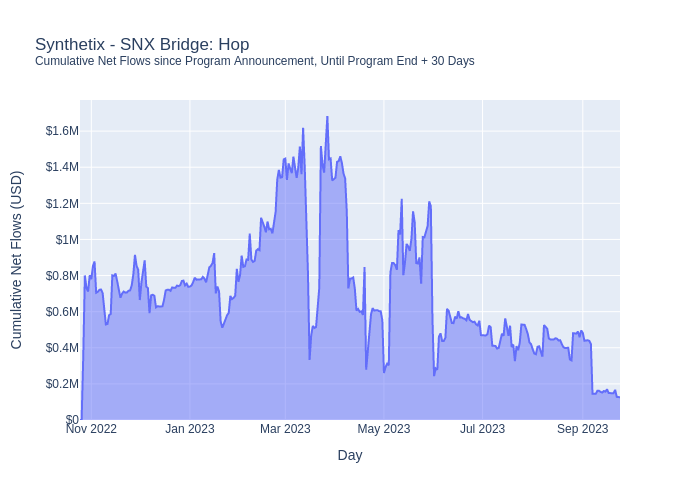 Synthetix - SNX Bridge: Hop
Cumulative Net Flows since Program Announcement, Until Program End + 30 Days
Cumulative Net Flows (USD)
$1.6M
$1.4M
$1.2M
$1M
$0.8M
$0.6M
$0.4M
$0.2M
$0
Nov 2022 Jan 2023 Mar 2023 May 2023 Jul 2023 Sep 2023
Day